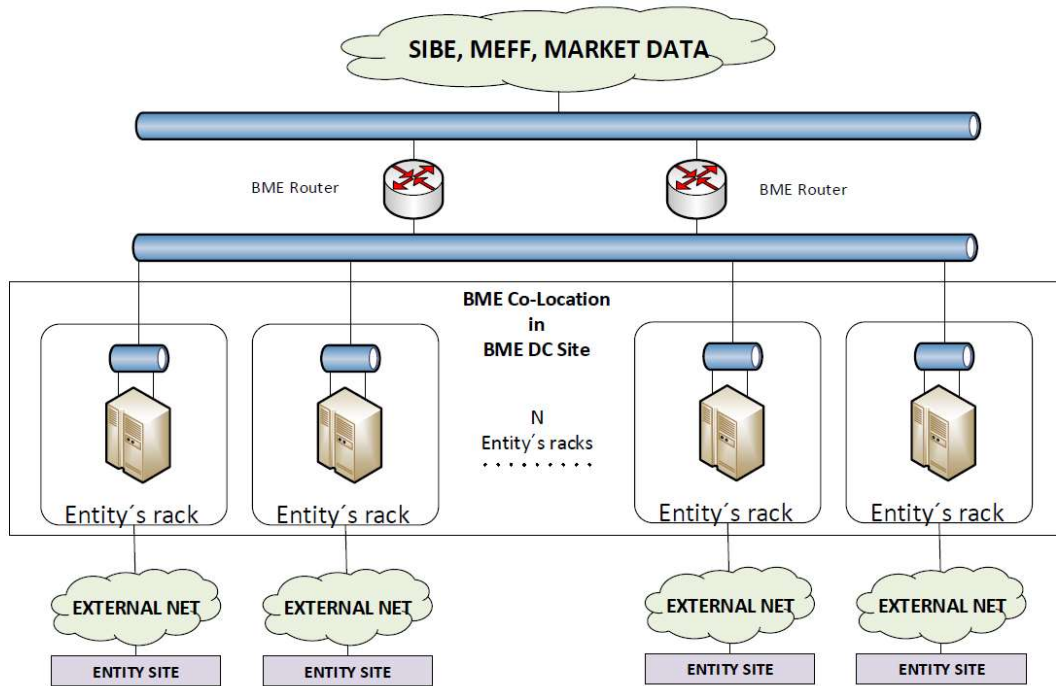 SIBE, MEFF, MARKET DATA
BME Router
BME Router
BME Co-Location
in
BME DC Site
N
Entity´s racks
. . . . . . . . . .
Entity´s rack
Entity´s rack
Entity´s rack
Entity´s rack
EXTERNAL NET
EXTERNAL NET
EXTERNAL NET
EXTERNAL NET
ENTITY SITE
ENTITY SITE
ENTITY SITE
ENTITY SITE